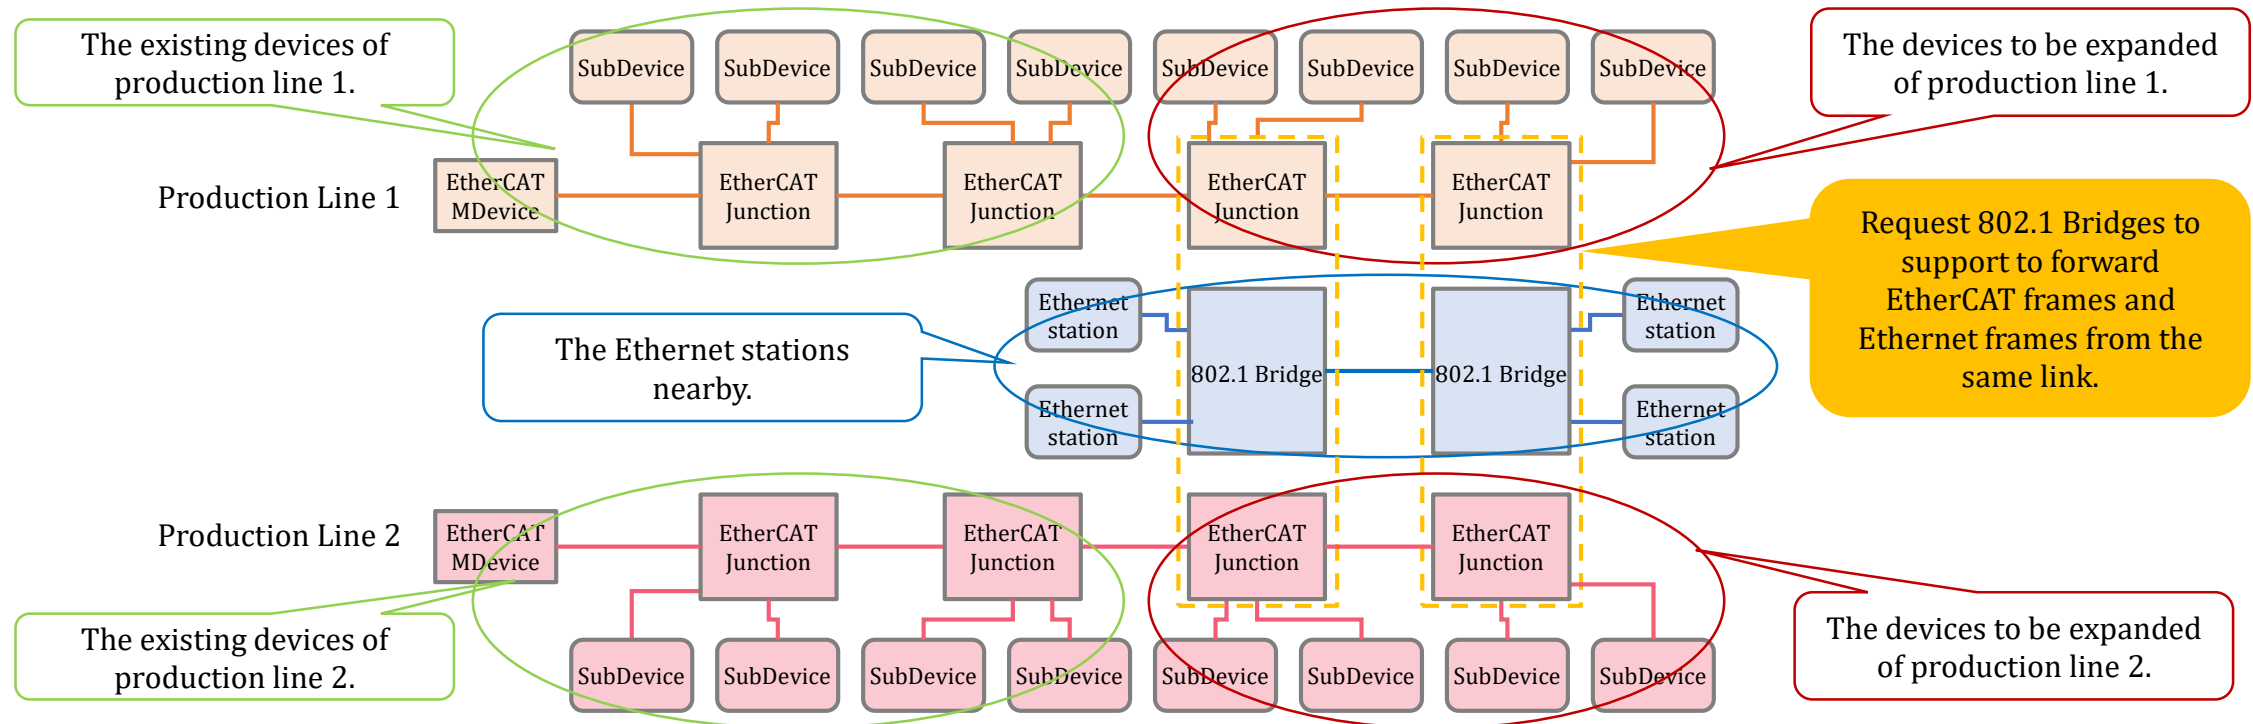 The existing devices of
production line 1.
SubDevice SubDevice SubDevice SubDevice SubDevice SubDevice SubDevice SubDevice
The devices to be expanded
of production line 1.
Production Line 1
EtherCAT
MDevice
EtherCAT
Junction
EtherCAT
Junction
EtherCAT
Junction
EtherCAT
Junction
Request 802.1 Bridges to
support to forward
EtherCAT frames and
Ethernet frames from the
same link.
The Ethernet stations
nearby.
Ethernet
station
Ethernet
station
802.1 Bridge
802.1 Bridge
Ethernet
station
Ethernet
station
Production Line 2
EtherCAT
MDevice
EtherCAT
Junction
EtherCAT
Junction
EtherCAT
Junction
EtherCAT
Junction
The existing devices of
production line 2.
SubDevice SubDevice SubDevice SubDevice SubDevice SubDevice SubDevice SubDevice
The devices to be expanded
of production line 2.